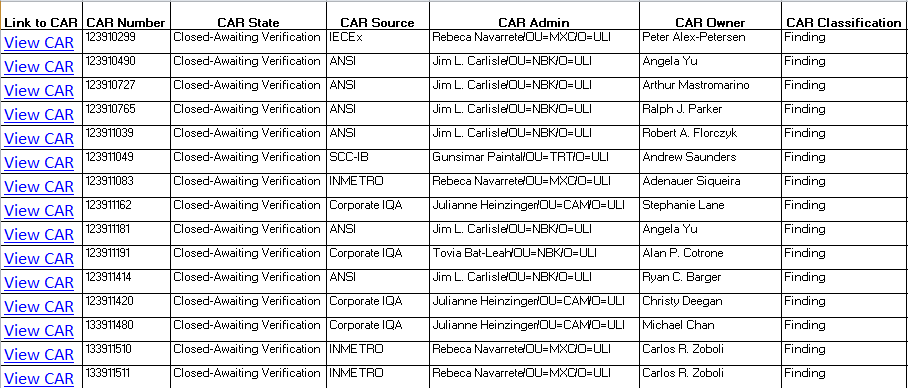 Link to CAR CAR Number CAR State CAR Source CAR Admin CAR Owner CAR Classification
View CAR 123910299 Closed-Awaiting Verification IECEx Rebeca Navarrete/OU=MXC/O=ULI Peter Alex-Petersen Finding
View CAR 123910490 Closed-Awaiting Verification ANSI Jim L. Carlisle/OU=NBK/O=ULI Angela Yu Finding
View CAR 123910727 Closed-Awaiting Verification ANSI Jim L. Carlisle/OU=NBK/O=ULI Arthur Mastromarino Finding
View CAR 123910765 Closed-Awaiting Verification ANSI Jim L. Carlisle/OU=NBK/O=ULI Ralph J. Parker Finding
View CAR 123911039 Closed-Awaiting Verification ANSI Jim L. Carlisle/OU=NBK/O=ULI Robert A. Florczyk Finding
View CAR 123911049 Closed-Awaiting Verification SCC-IB Gunsimar Paintal/OU=TRT/O=ULI Andrew Saunders Finding
View CAR 123911083 Closed-Awaiting Verification INMETRO Rebeca Navarrete/OU=MXC/O=ULI Adenauer Siqueira Finding
View CAR 123911162 Closed-Awaiting Verification Corporate IQA Julianne Heinzinger/OU=CAM/O=ULI Stephanie Lane Finding
View CAR 123911181 Closed-Awaiting Verification ANSI Jim L. Carlisle/OU=NBK/O=ULI Angela Yu Finding
View CAR 123911191 Closed-Awaiting Verification Corporate IQA Tovia Bat-Leah/OU=NBK/O=ULI Alan P. Cotrone Finding
View CAR 123911414 Closed-Awaiting Verification ANSI Jim L. Carlisle/OU=NBK/O=ULI Ryan C. Barger Finding
View CAR 123911420 Closed-Awaiting Verification Corporate IQA Julianne Heinzinger/OU=CAM/O=ULI Christy Deegan Finding
View CAR 133911480 Closed-Awaiting Verification Corporate IQA Julianne Heinzinger/OU=CAM/O=ULI Michael Chan Finding
View CAR 133911510 Closed-Awaiting Verification INMETRO Rebeca Navarrete/OU=MXC/O=ULI Carlos R. Zoboli Finding
View CAR 133911511 Closed-Awaiting Verification INMETRO Rebeca Navarrete/OU=MXC/O=ULI Carlos R. Zoboli Finding